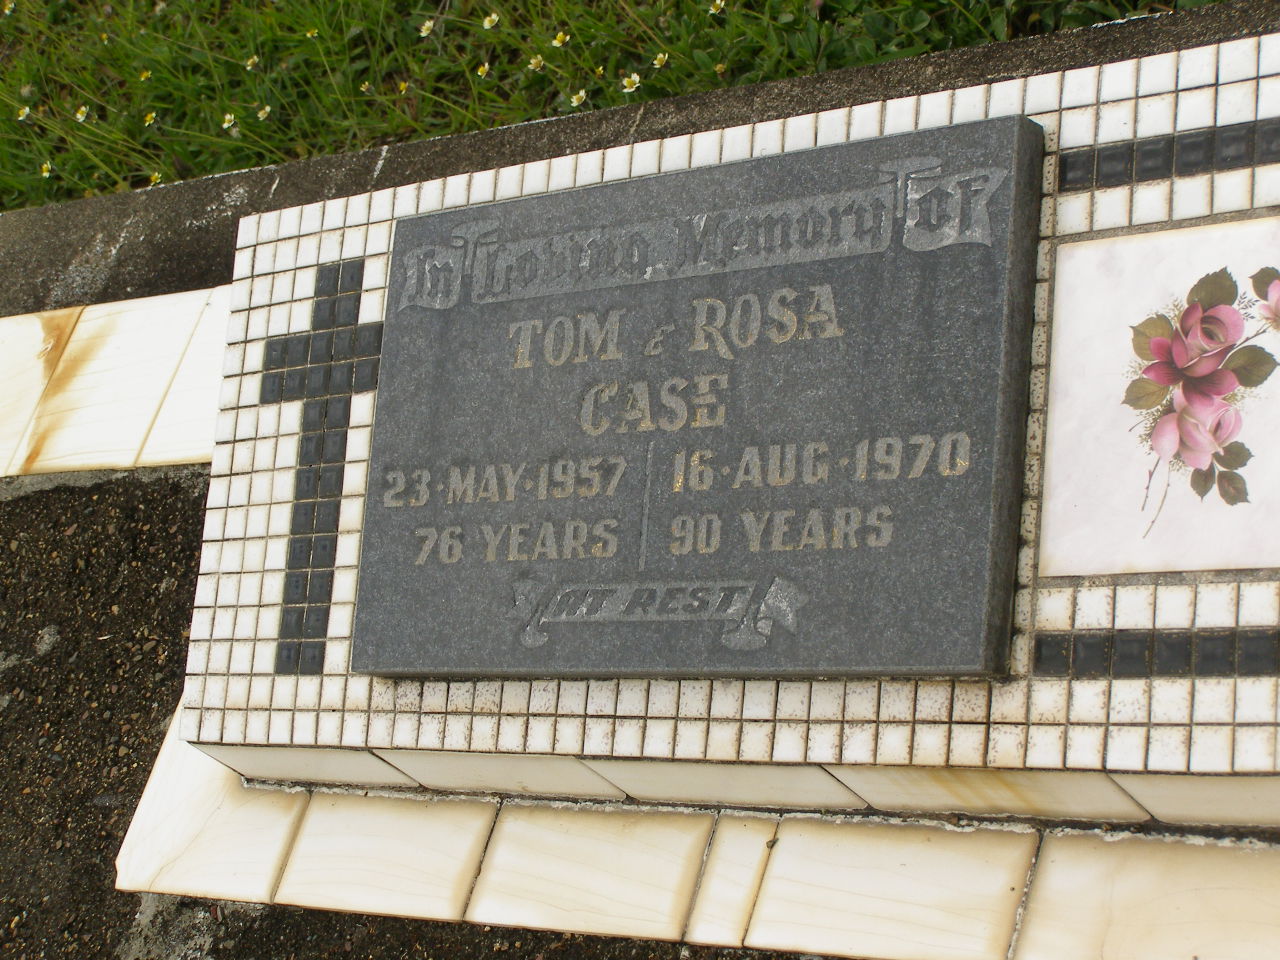 In Loving Memory of
TOM & ROSA
CASE
23·MAY·1957 16·AUG·1970
76 YEARS 90 YEARS
AT REST